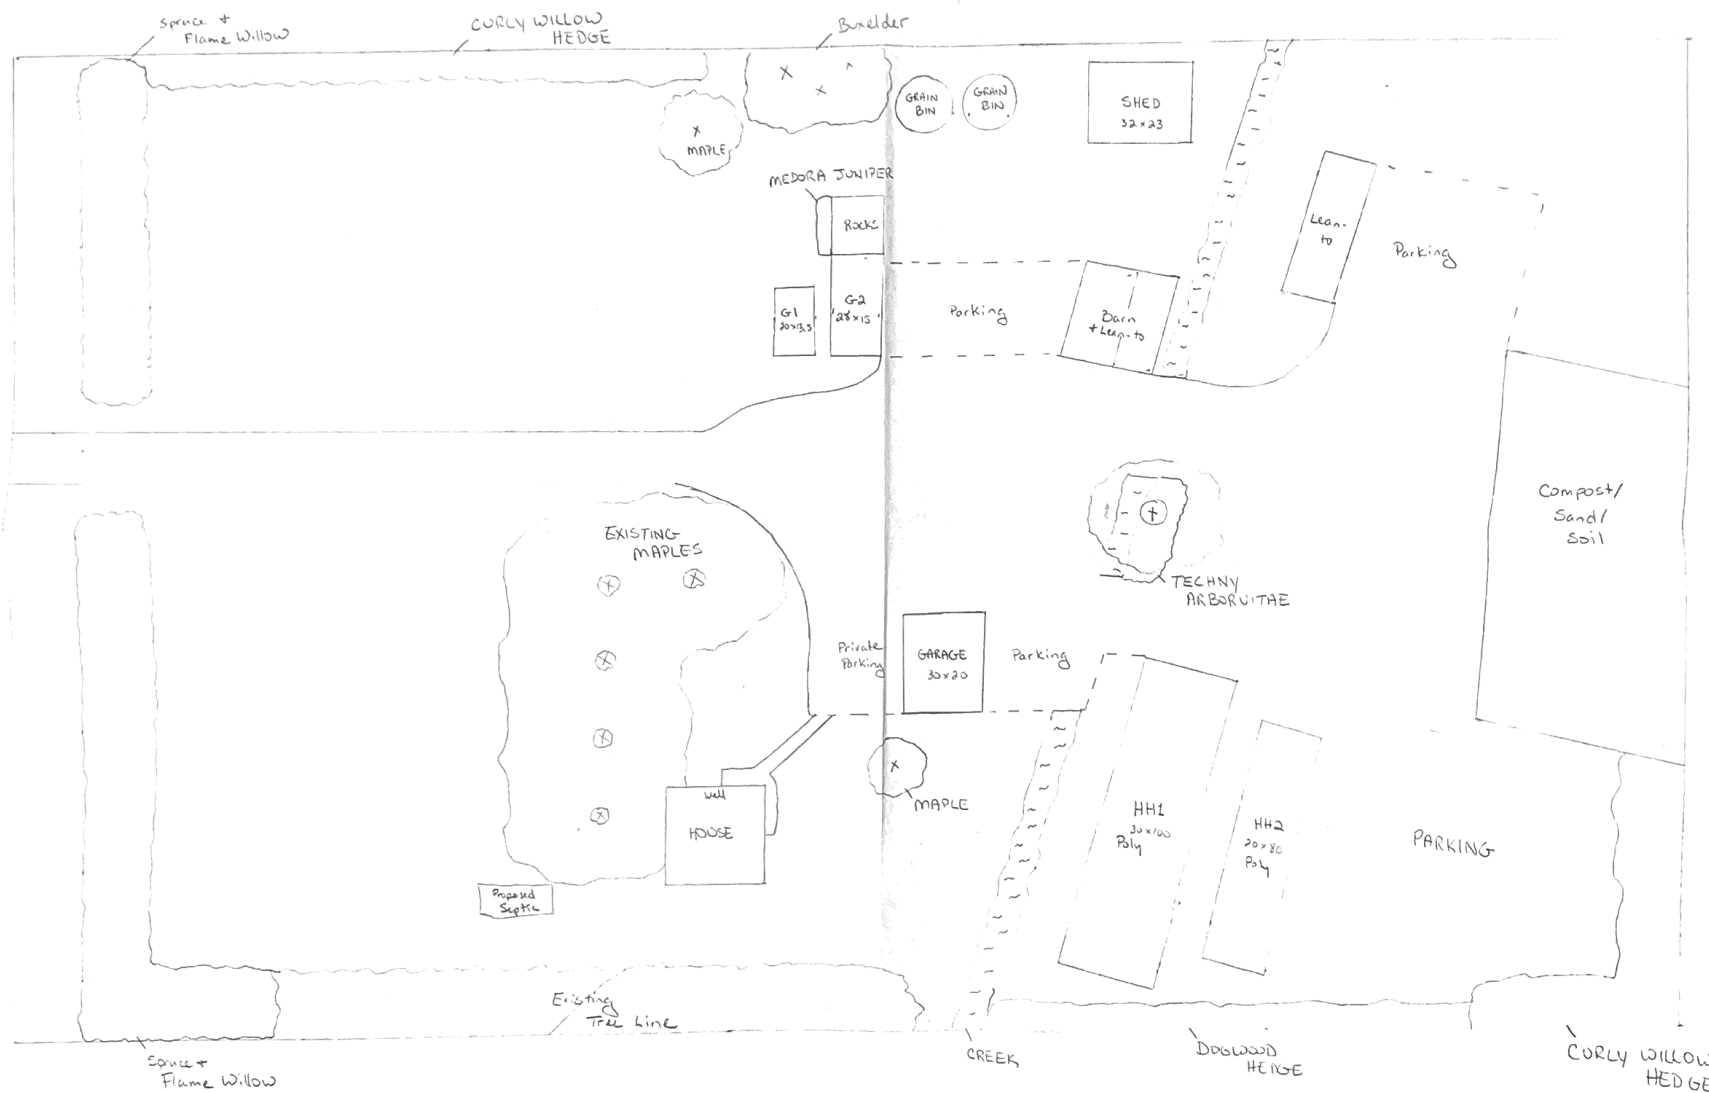 Spruce +
Flame Willow
CURLY WILLOW
HEDGE
Boxelder
MAPLE
GRAIN
BIN
GRAIN
BIN
SHED
32x23
MEDORA JUNIPER
Rocks
G1
20x13.5
G2
28x15
Parking
Barn
+ Lean-to
Lean-
to
Parking
Compost/
Sand/
Soil
EXISTING
MAPLES
TECHNY
ARBORVITAE
Private
Parking
GARAGE
30x20
Parking
MAPLE
Well
HOUSE
Proposed
Septic
HH1
30x100
Poly
HH2
20x80
Poly
PARKING
Existing
Tree Line
Spruce +
Flame Willow
CREEK
DOGWOOD
HEDGE
CURLY WILLOW
HEDGE